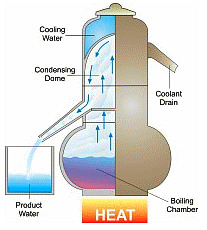 Cooling
Water
Condensing
Dome
Coolant
Drain
Product
Water
Boiling
Chamber
HEAT